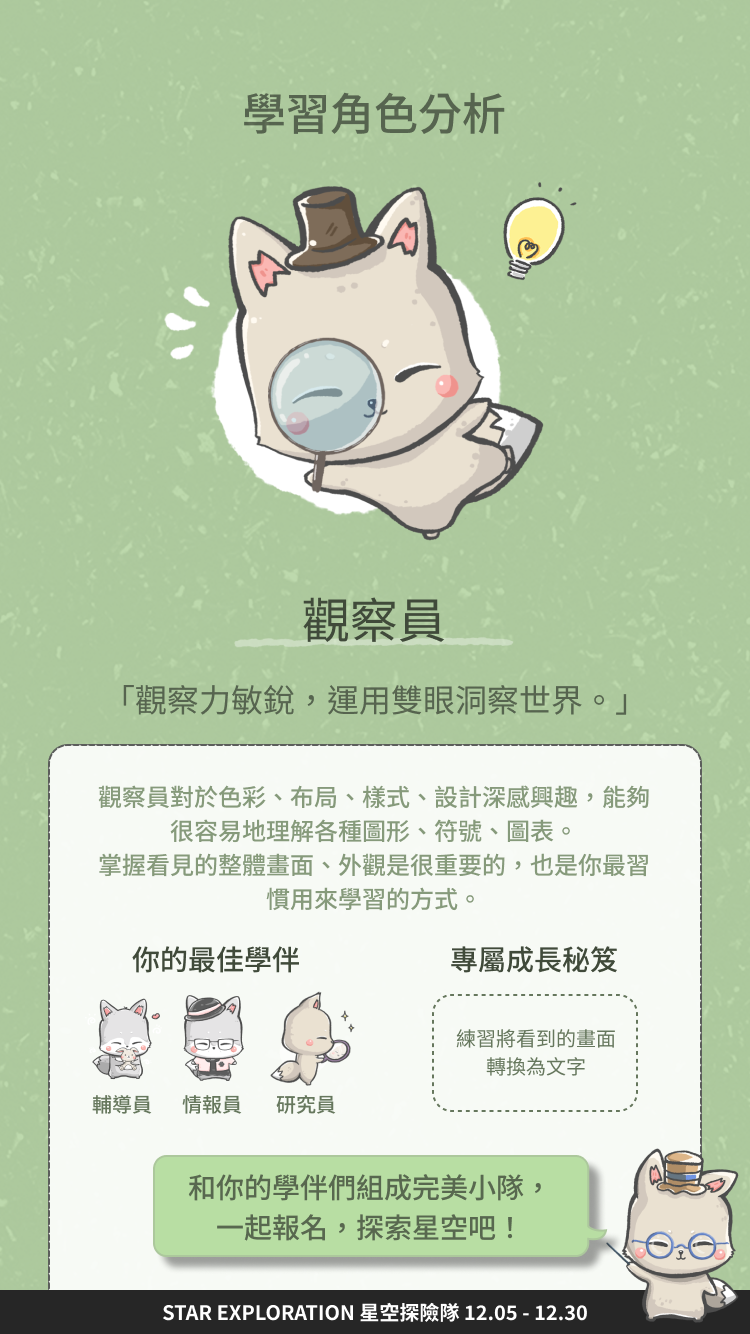 學習角色分析
觀察員
「觀察力敏銳，運用雙眼洞察世界。」
觀察員對於色彩、布局、樣式、設計深感興趣，能夠
很容易地理解各種圖形、符號、圖表。
掌握看見的整體畫面、外觀是很重要的，也是你最習
慣用來學習的方式。
你的最佳學伴
輔導員
情報員
研究員
專屬成長秘笈
練習將看到的畫面
轉換為文字
和你的學伴們組成完美小隊，
一起報名，探索星空吧！
STAR EXPLORATION 星空探險隊 12.05 - 12.30